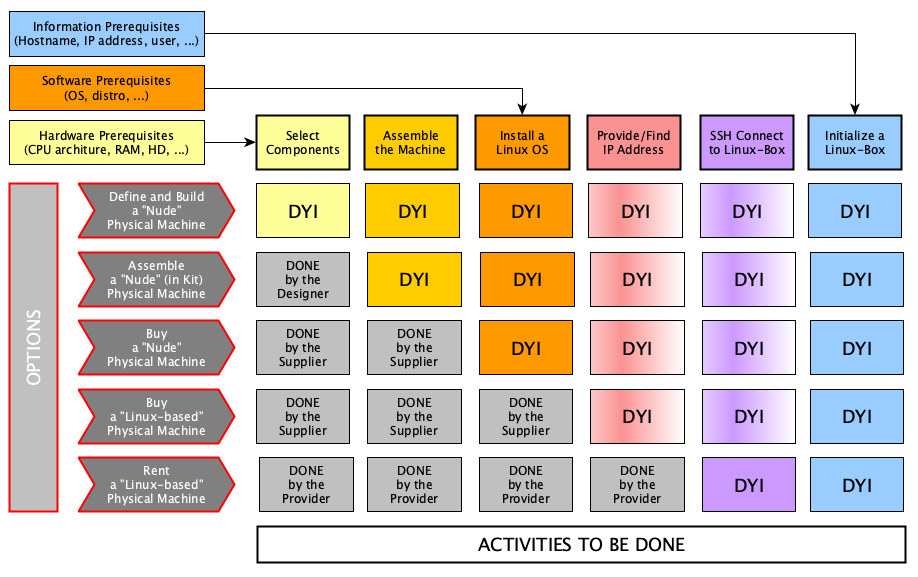 Information Prerequisites
(Hostname, IP address, user, ...)
Software Prerequisites
(OS, distro, ...)
Hardware Prerequisites
(CPU architure, RAM, HD, ...)
Select
Components
Assemble
the Machine
Install a
Linux OS
Provide/Find
IP Address
SSH Connect
to Linux-Box
Initialize a
Linux-Box
OPTIONS
Define and Build
a "Nude"
Physical Machine
DYI
DYI
DYI
DYI
DYI
DYI
Assemble
a "Nude" (in Kit)
Physical Machine
DONE
by the
Designer
DYI
DYI
DYI
DYI
DYI
Buy
a "Nude"
Physical Machine
DONE
by the
Supplier
DONE
by the
Supplier
DYI
DYI
DYI
DYI
Buy
a "Linux-based"
Physical Machine
DONE
by the
Supplier
DONE
by the
Supplier
DONE
by the
Supplier
DYI
DYI
DYI
Rent
a "Linux-based"
Physical Machine
DONE
by the
Provider
DONE
by the
Provider
DONE
by the
Provider
DONE
by the
Provider
DYI
DYI
ACTIVITIES TO BE DONE